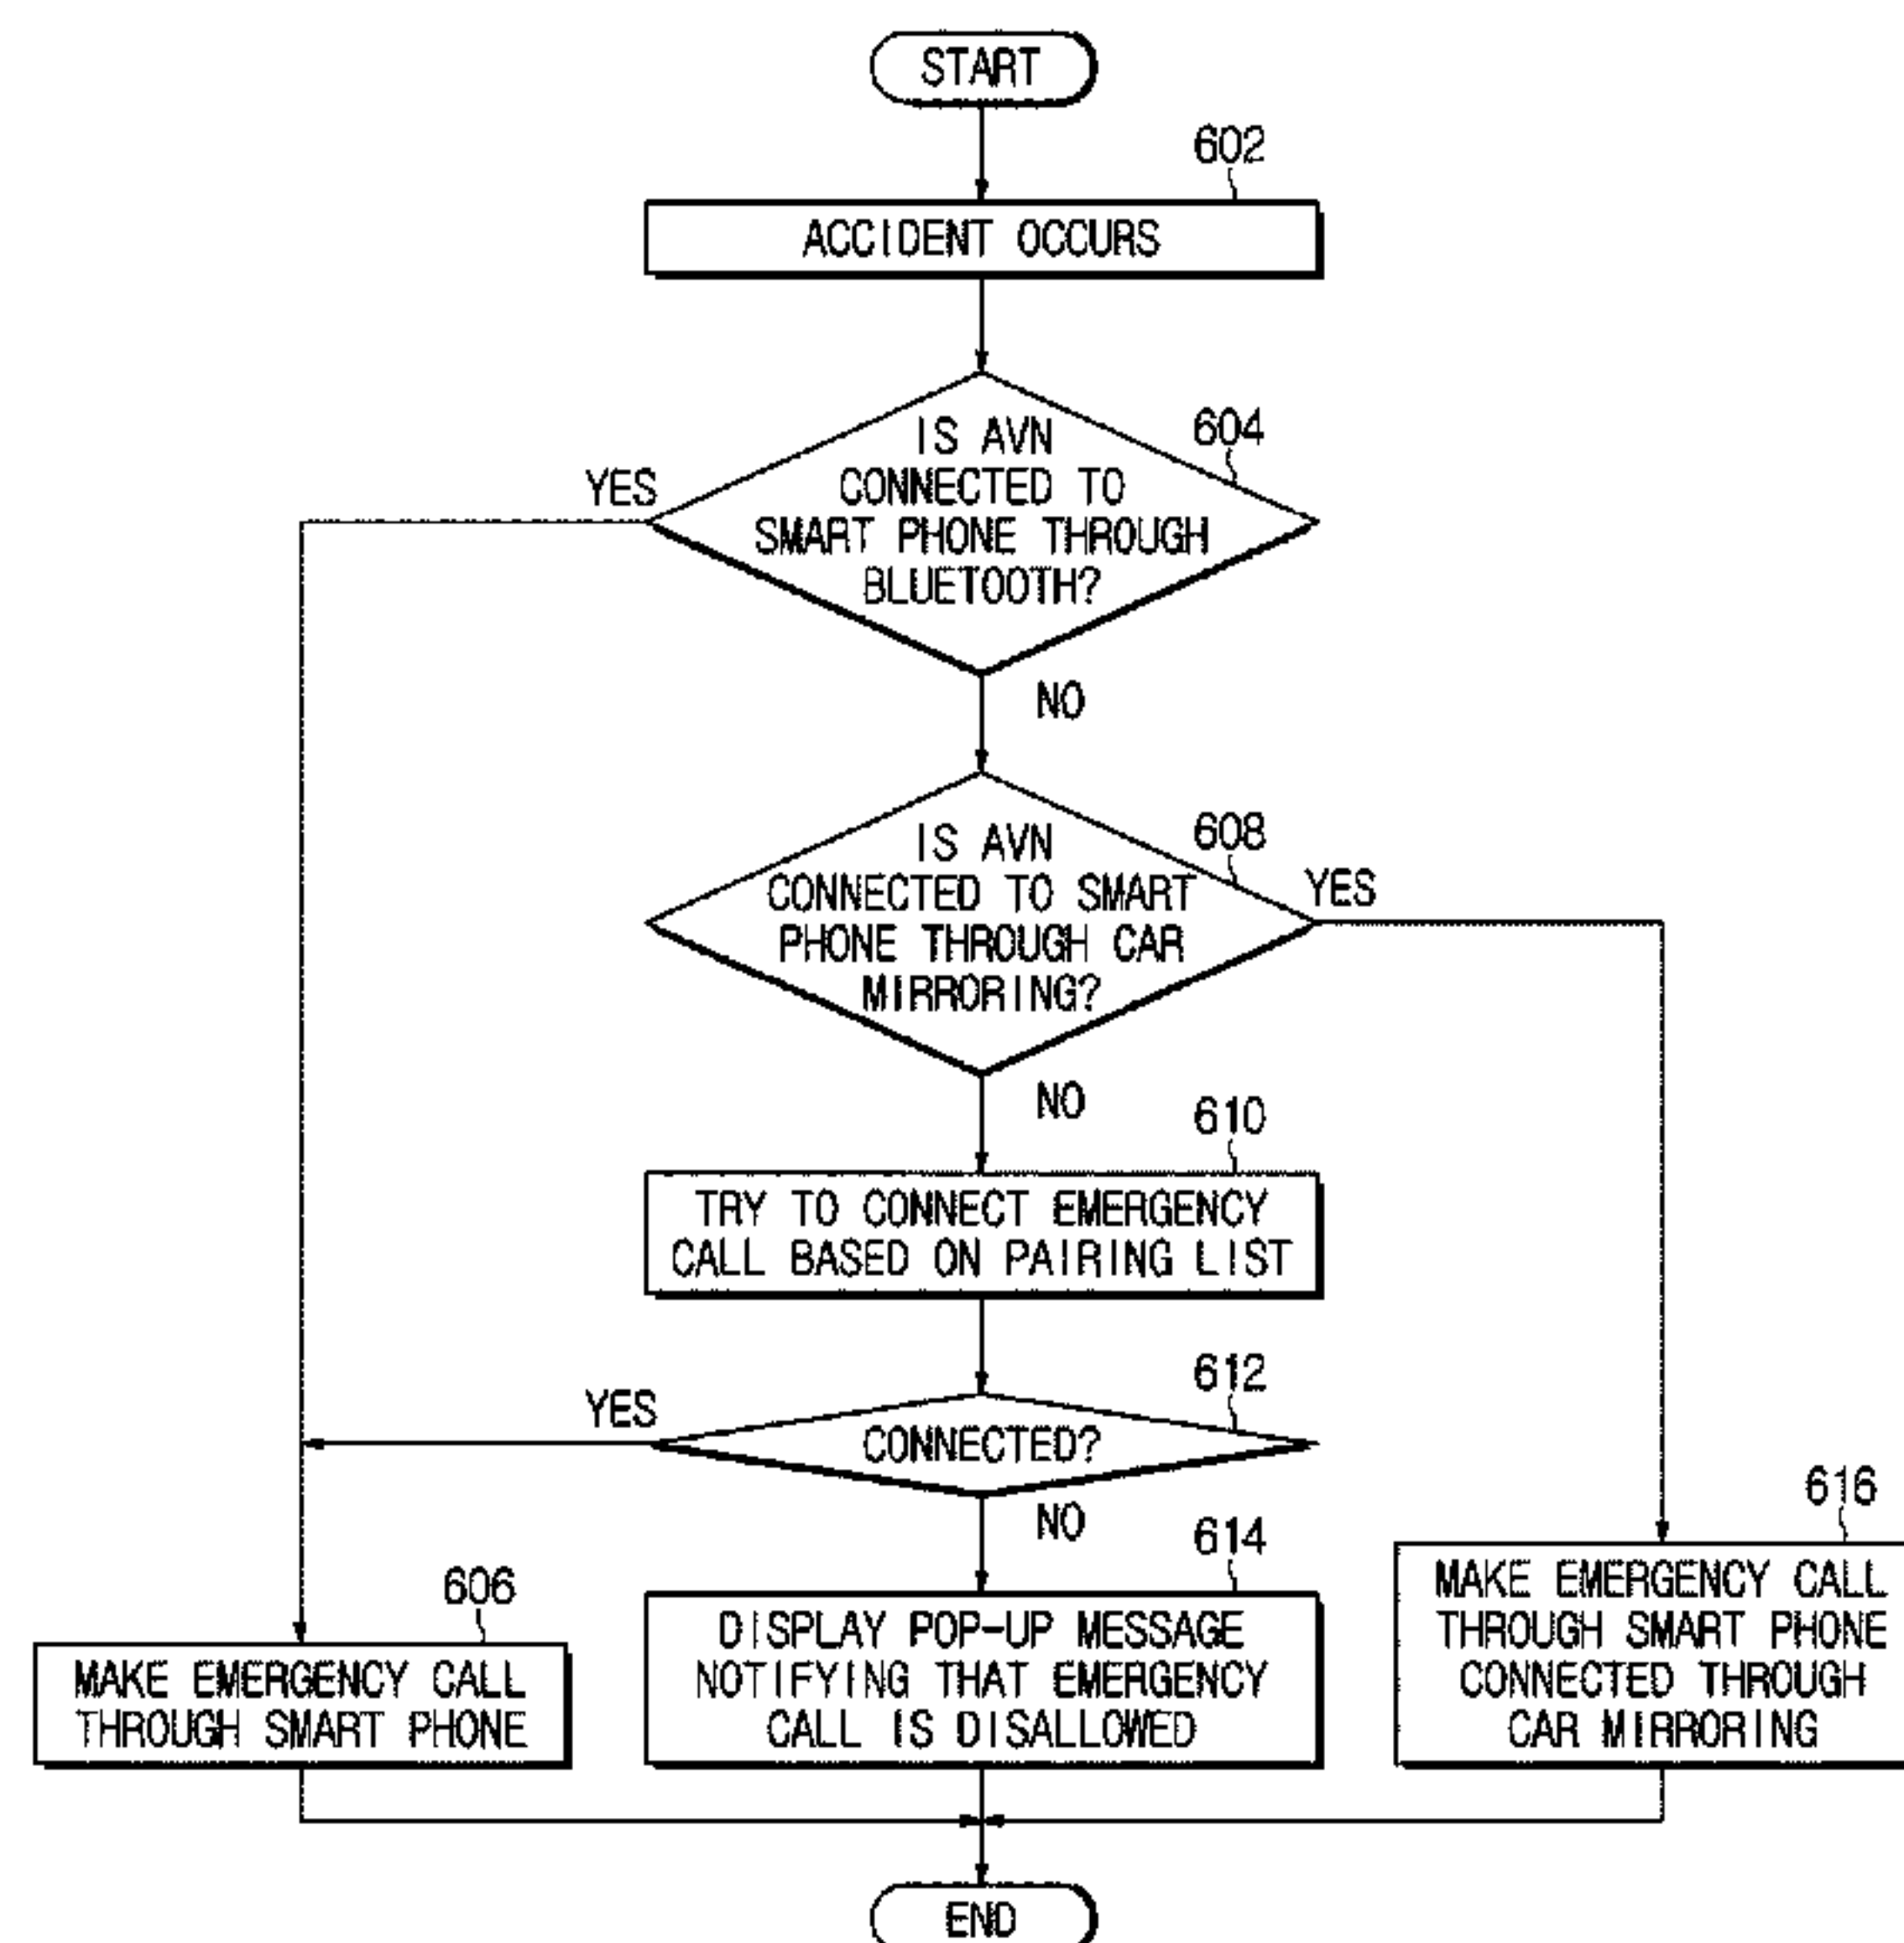 START
602
ACCIDENT OCCURS
604
IS AVN
CONNECTED TO
SMART PHONE THROUGH
BLUETOOTH?
YES
NO
608
IS AVN
CONNECTED TO SMART
PHONE THROUGH CAR
MIRRORING?
YES
NO
610
TRY TO CONNECT EMERGENCY
CALL BASED ON PAIRING LIST
612
CONNECTED?
YES
NO
606
MAKE EMERGENCY CALL
THROUGH SMART PHONE
614
DISPLAY POP-UP MESSAGE
NOTIFYING THAT EMERGENCY
CALL IS DISALLOWED
616
MAKE EMERGENCY CALL
THROUGH SMART PHONE
CONNECTED THROUGH
CAR MIRRORING
END